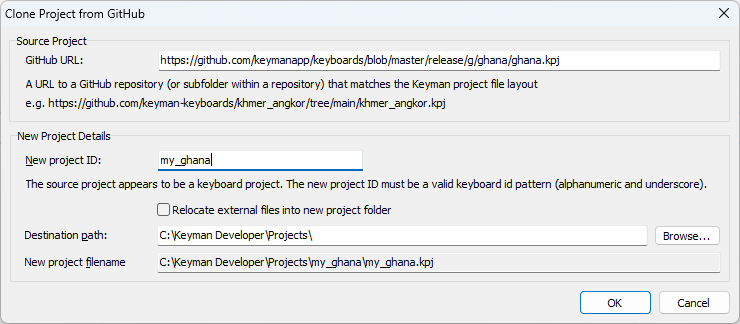 Clone Project from GitHub
Source Project
GitHub URL: https://github.com/keymanapp/keyboards/blob/master/release/g/ghana/ghana.kpj
A URL to a GitHub repository (or subfolder within a repository) that matches the Keyman project file layout
e.g. https://github.com/keyman-keyboards/khmer_angkor/tree/main/khmer_angkor.kpj
New Project Details
New project ID: my_ghana
The source project appears to be a keyboard project. The new project ID must be a valid keyboard id pattern (alphanumeric and underscore).
Relocate external files into new project folder
Destination path: C:\Keyman Developer\Projects\ Browse...
New project filename C:\Keyman Developer\Projects\my_ghana\my_ghana.kpj
OK Cancel